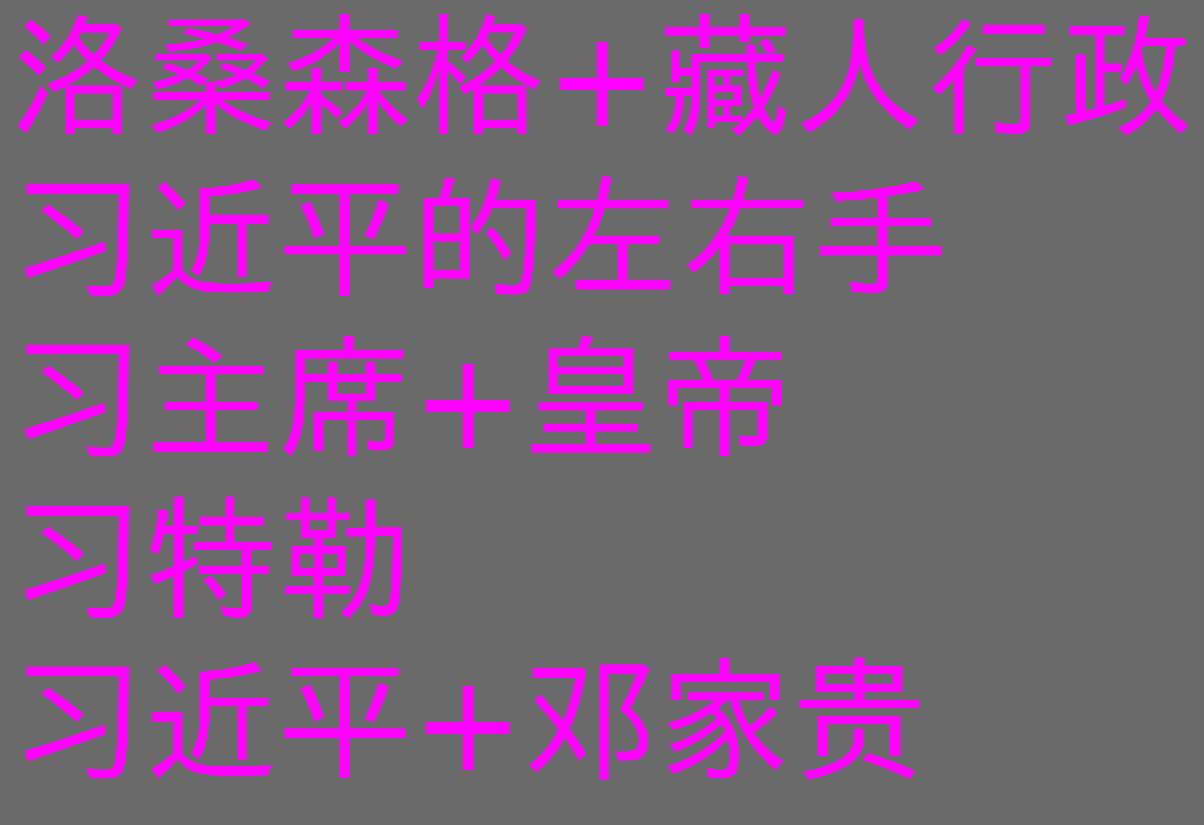 洛桑森格+藏人行政
习近平的左右手
习主席+皇帝
习特勒
习近平+邓家贵